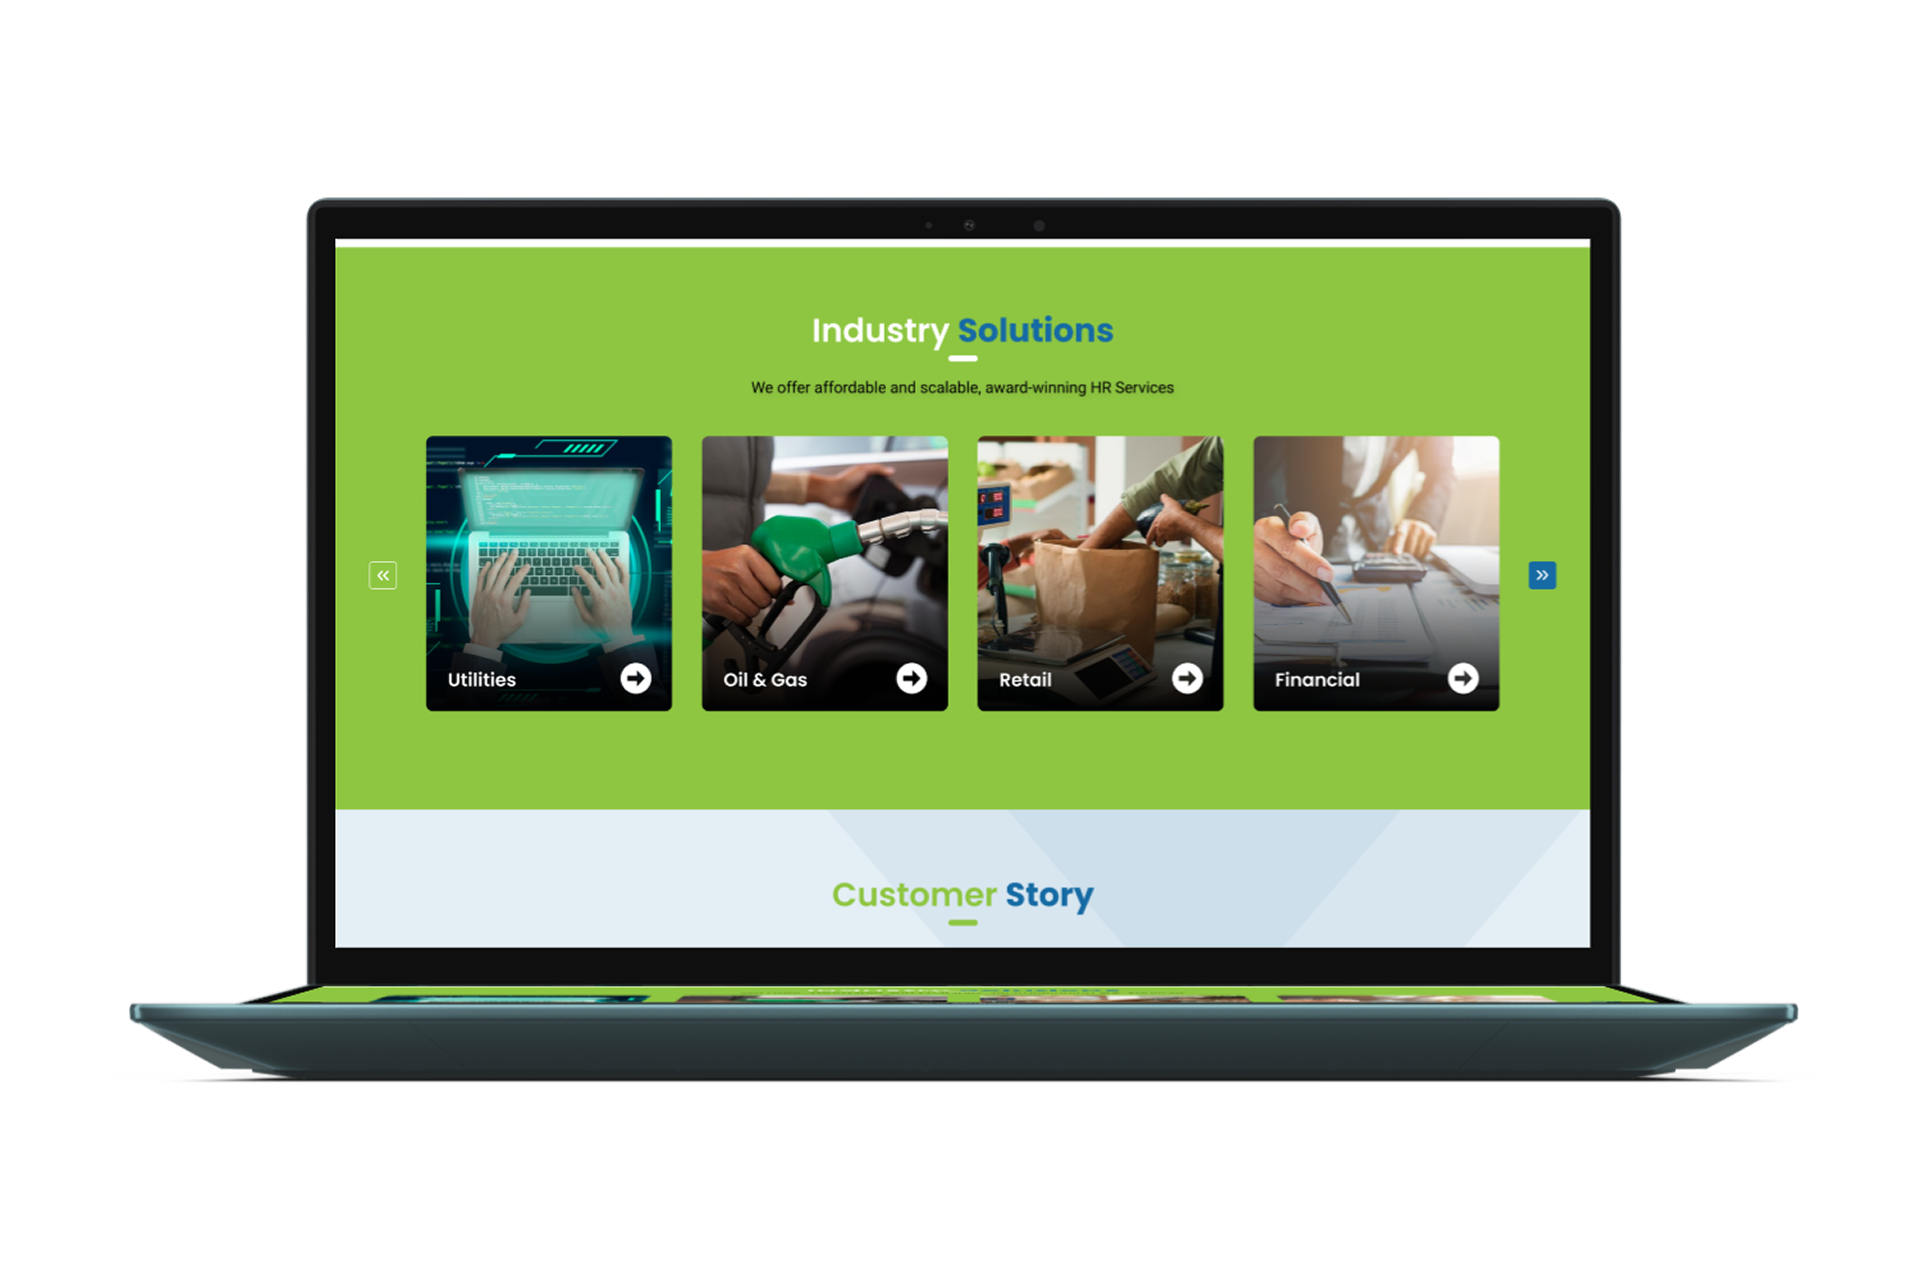 Industry Solutions
We offer affordable and scalable, award-winning HR Services
Utilities
Oil & Gas
Retail
Financial
Customer Story